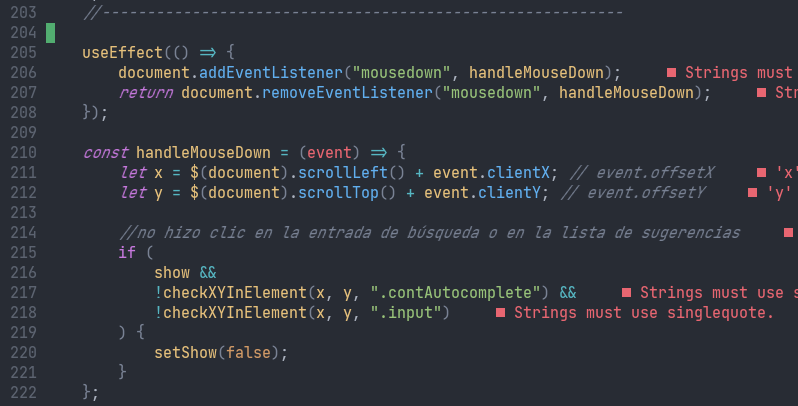 203 //----------------------------------------------------------
204
205 useEffect(() => {
206 document.addEventListener("mousedown", handleMouseDown); ■ Strings must
207 return document.removeEventListener("mousedown", handleMouseDown); ■ Str
208 });
209
210 const handleMouseDown = (event) => {
211 let x = $(document).scrollLeft() + event.clientX; // event.offsetX ■ 'x'
212 let y = $(document).scrollTop() + event.clientY; // event.offsetY ■ 'y'
213
214 //no hizo clic en la entrada de búsqueda o en la lista de sugerencias ■
215 if (
216 show &&
217 !checkXYInElement(x, y, ".contAutocomplete") && ■ Strings must use s
218 !checkXYInElement(x, y, ".input") ■ Strings must use singlequote.
219 ) {
220 setShow(false);
221 }
222 };